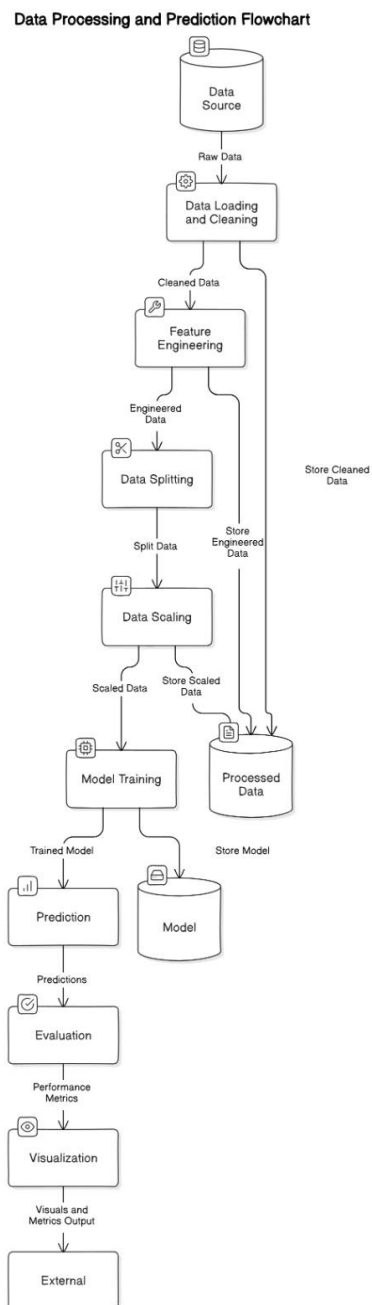 Data Processing and Prediction Flowchart
Data
Source
Raw Data
Data Loading
and Cleaning
Cleaned Data
Feature
Engineering
Engineered
Data
Store Cleaned
Data
Data Splitting
Split Data
Store
Engineered
Data
Data Scaling
Scaled Data
Store Scaled
Data
Model Training
Processed
Data
Trained Model
Store Model
Prediction
Model
Predictions
Evaluation
Performance
Metrics
Visualization
Visuals and
Metrics Output
External